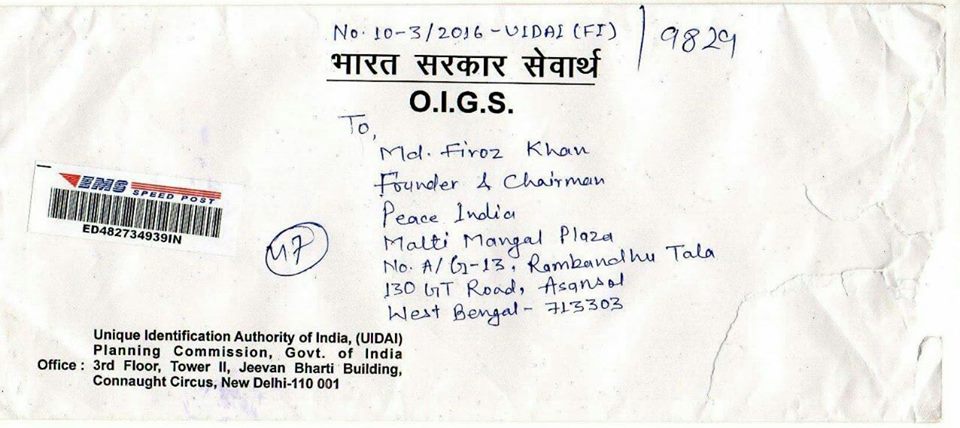 No. 10-3/2016-UIDAI (FI) / 9829
भारत सरकार सेवार्थ
O.I.G.S.
To,
Md. Firoz Khan
Founder & Chairman
Peace India
Malti Mangal Plaza
No. A/G-13, Rambandhu Tala
130 GT Road, Asansol
West Bengal - 713303
EMS
SPEED POST
ED482734939IN
47
Unique Identification Authority of India, (UIDAI)
Planning Commission, Govt. of India
Office : 3rd Floor, Tower II, Jeevan Bharti Building,
Connaught Circus, New Delhi-110 001